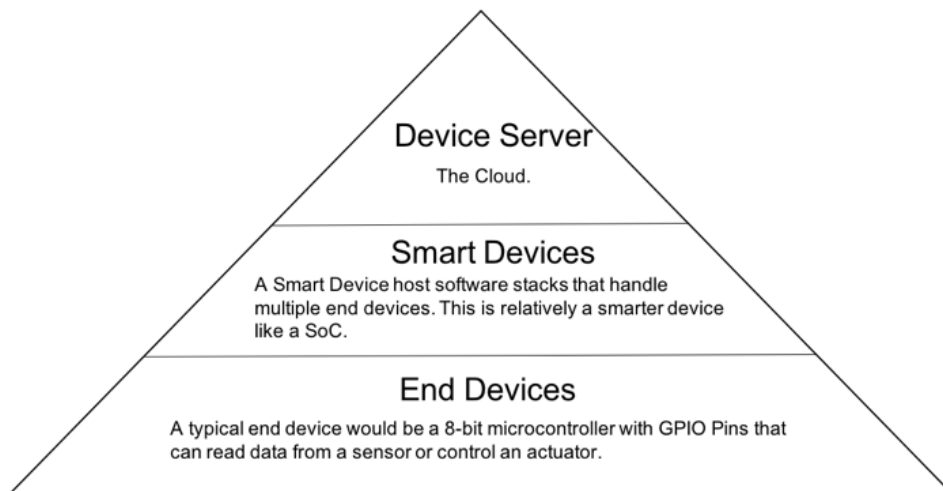 Device Server
The Cloud.
Smart Devices
A Smart Device host software stacks that handle
multiple end devices. This is relatively a smarter device
like a SoC.
End Devices
A typical end device would be a 8-bit microcontroller with GPIO Pins that
can read data from a sensor or control an actuator.